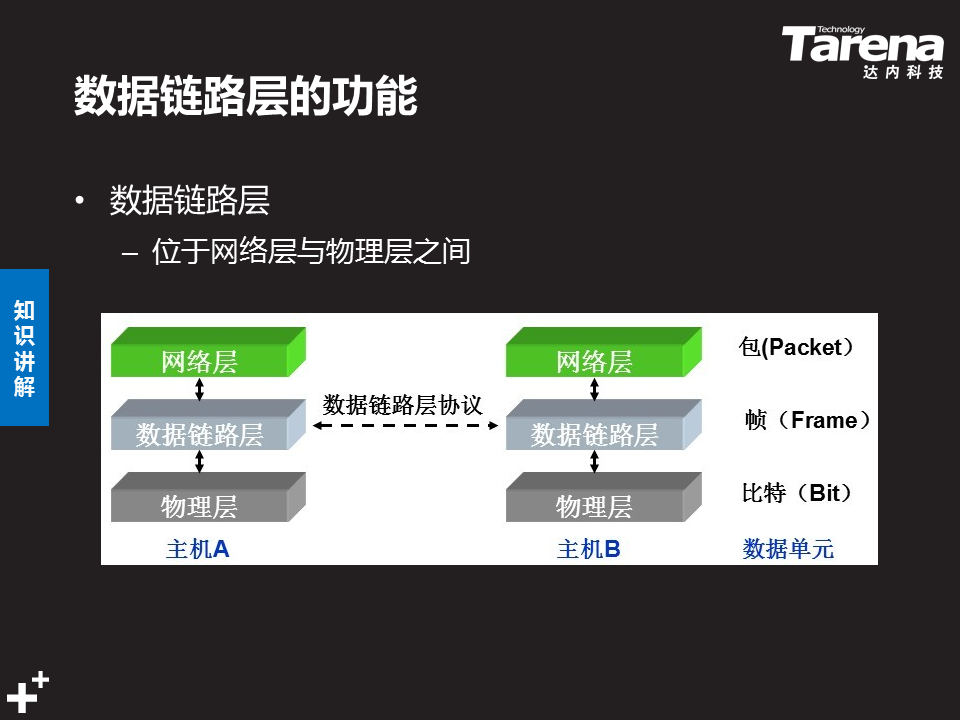 Technology
Tarena
达内科技
数据链路层的功能
• 数据链路层
– 位于网络层与物理层之间
知识讲解
网络层
网络层
包(Packet）
数据链路层协议
数据链路层
数据链路层
帧（Frame）
物理层
物理层
比特（Bit）
主机A
主机B
数据单元